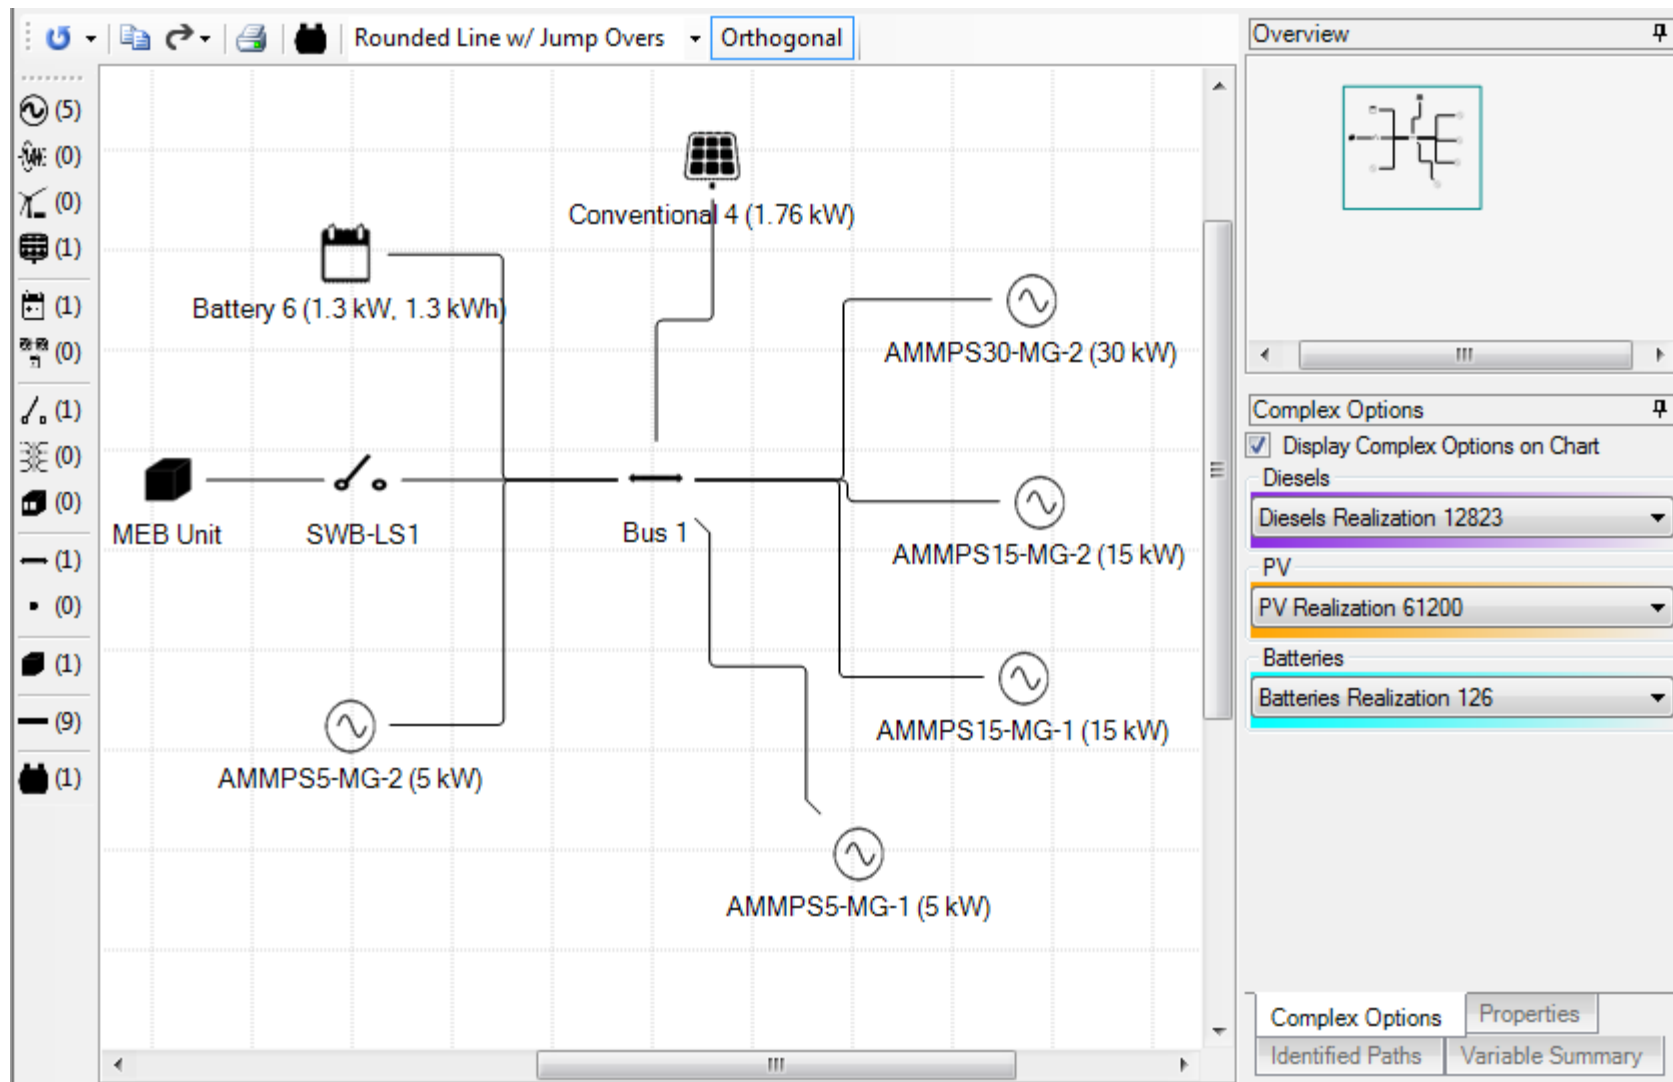 Rounded Line w/ Jump Overs
Orthogonal
(5)
(0)
(0)
(1)
(1)
(0)
(1)
(0)
(0)
(1)
(0)
(1)
(9)
(1)
Conventional 4 (1.76 kW)
Battery 6 (1.3 kW, 1.3 kWh)
AMMPS30-MG-2 (30 kW)
MEB Unit
SWB-LS1
Bus 1
AMMPS15-MG-2 (15 kW)
AMMPS15-MG-1 (15 kW)
AMMPS5-MG-2 (5 kW)
AMMPS5-MG-1 (5 kW)
Overview
Complex Options
Display Complex Options on Chart
Diesels
Diesels Realization 12823
PV
PV Realization 61200
Batteries
Batteries Realization 126
Complex Options
Properties
Identified Paths
Variable Summary